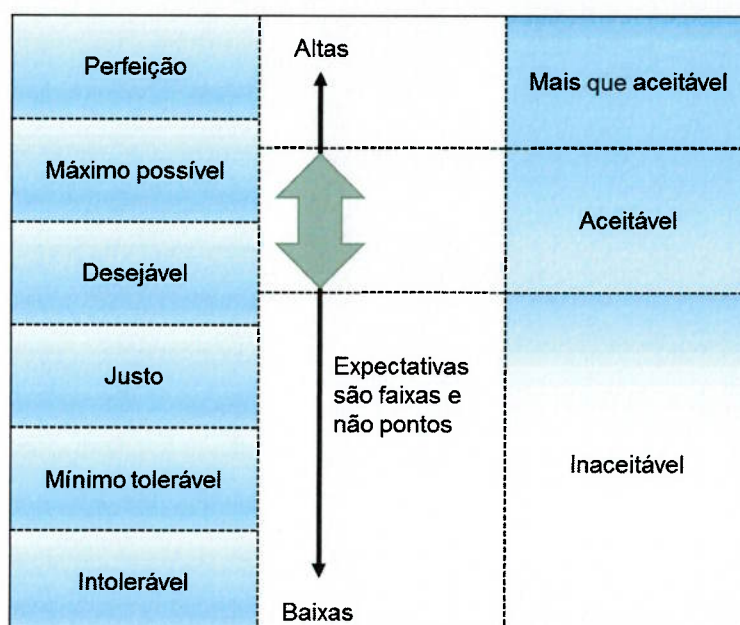 Perfeição
Máximo possível
Desejável
Justo
Mínimo tolerável
Intolerável
Altas
Expectativas
são faixas e
não pontos
Baixas
Mais que aceitável
Aceitável
Inaceitável